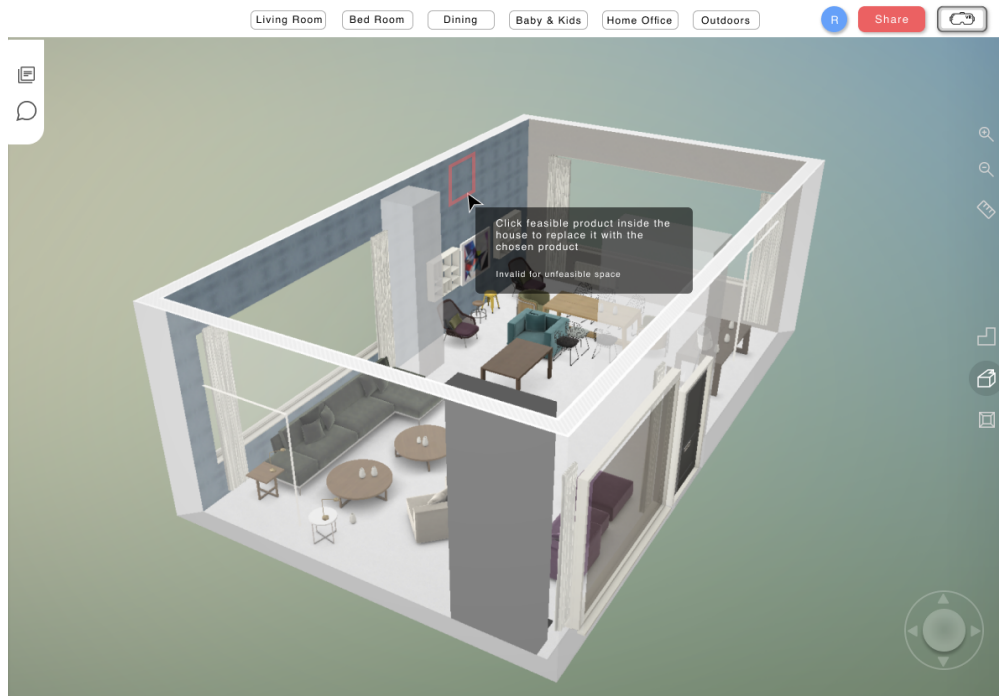 Living Room
Bed Room
Dining
Baby & Kids
Home Office
Outdoors
R
Share
Click feasible product inside the
house to replace it with the
chosen product
Invalid for unfeasible space